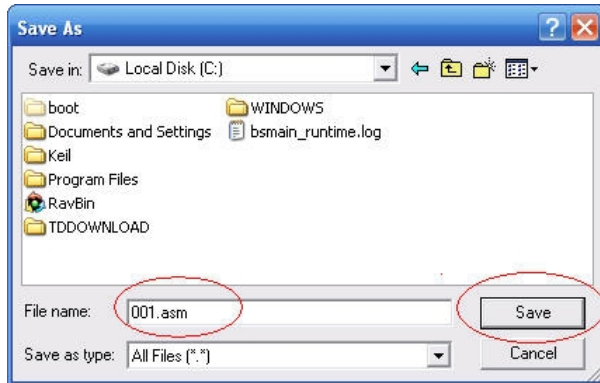 Save As
Save in: Local Disk (C:)
boot
Documents and Settings
Keil
Program Files
RavBin
TDDOWNLOAD
WINDOWS
bsmain_runtime.log
File name: 001.asm Save
Save as type: All Files (*.*) Cancel